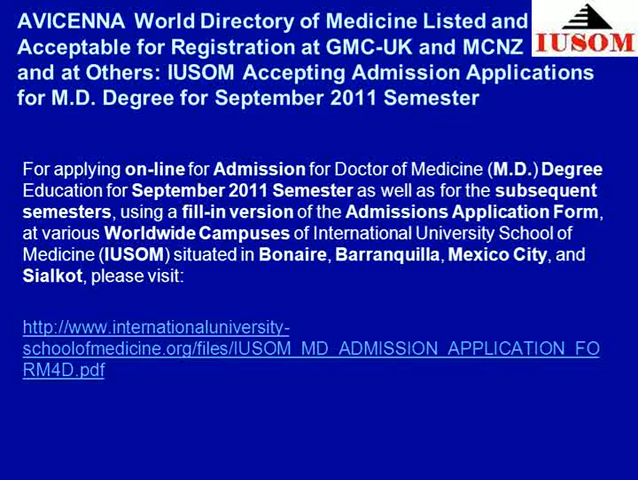 AVICENNA World Directory of Medicine Listed and
Acceptable for Registration at GMC-UK and MCNZ
and at Others: IUSOM Accepting Admission Applications
for M.D. Degree for September 2011 Semester
IUSOM
For applying on-line for Admission for Doctor of Medicine (M.D.) Degree
Education for September 2011 Semester as well as for the subsequent
semesters, using a fill-in version of the Admissions Application Form,
at various Worldwide Campuses of International University School of
Medicine (IUSOM) situated in Bonaire, Barranquilla, Mexico City, and
Sialkot, please visit:
http://www.internationaluniversity-
schoolofmedicine.org/files/IUSOM_MD_ADMISSION_APPLICATION_FO
RM4D.pdf